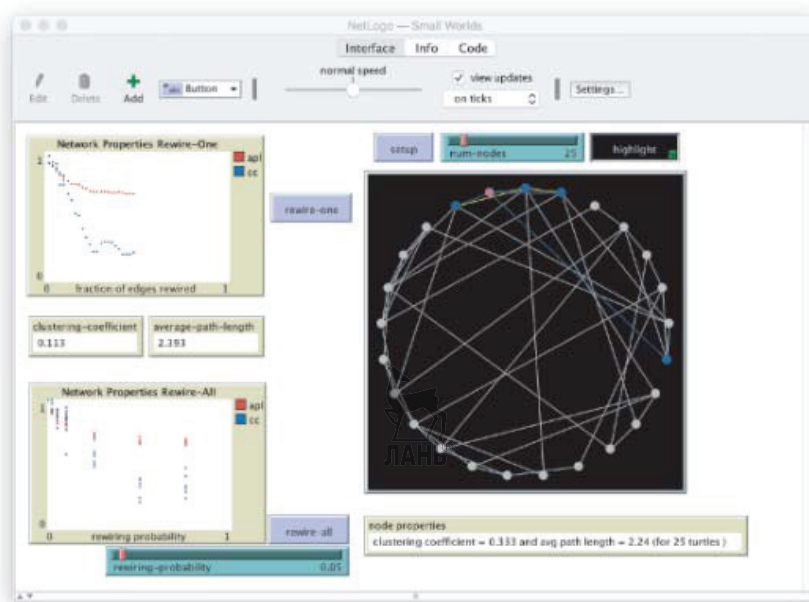 NetLogo — Small Worlds
Interface Info Code
Edit Delete Add Button
normal speed
view updates
on ticks
Settings...
Network Properties Rewire-One
1
apl
cc
0
0 fraction of edges rewired 1
rewire-one
setup
num-nodes 25
highlight
clustering-coefficient
0.113
average-path-length
2.393
Network Properties Rewire-All
1
apl
cc
0
0 rewiring probability 1
rewire-all
rewiring-probability 0.05
ЛАНЬ
node properties
clustering coefficient = 0.333 and avg path length = 2.24 (for 25 turtles )